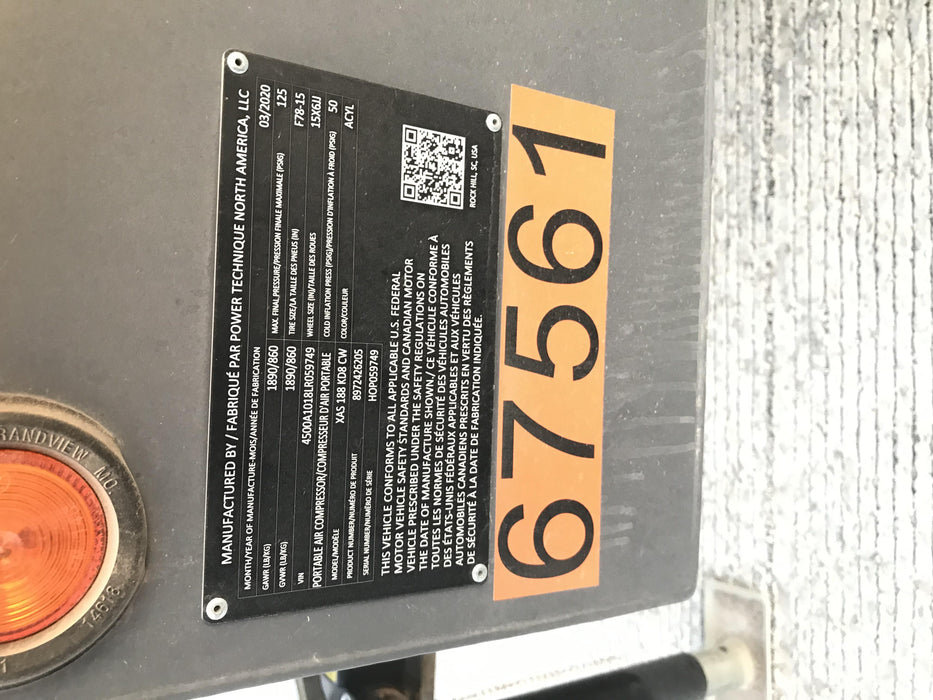 MANUFACTURED BY / FABRIQUÉ PAR POWER TECHNIQUE NORTH AMERICA, LLC
MONTH/YEAR OF MANUFACTURE-MOIS/ANNÉE DE FABRICATION 03/2020
GAWR (LB/KG) 1890/860 MAX. FINAL PRESSURE/PRESSION FINALE MAXIMALE (PSIG) 125
GVWR (LB/KG) 1890/860 TIRE SIZE/LA TAILLE DES PNEUS (IN) F78-15
VIN 4500A1018LR059749 WHEEL SIZE (IN)/TAILLE DES ROUES 15X6JJ
PORTABLE AIR COMPRESSOR/COMPRESSEUR D'AIR PORTABLE COLD INFLATION PRESS (PSIG)/PRESSION D'INFLATION À FROID (PSIG) 50
MODEL/MODÈLE XAS 188 KD8 CW COLOR/COULEUR ACYL
PRODUCT NUMBER/NUMÉRO DE PRODUIT 8972426205
SERIAL NUMBER/NUMÉRO DE SÉRIE HOP059749
THIS VEHICLE CONFORMS TO ALL APPLICABLE U.S. FEDERAL
MOTOR VEHICLE SAFETY STANDARDS AND CANADIAN MOTOR
VEHICLE PRESCRIBED UNDER THE SAFETY REGULATIONS ON
THE DATE OF MANUFACTURE SHOWN./ CE VÉHICULE CONFORME À
TOUTES LES NORMES DE SÉCURITÉ DES VÉHICULES AUTOMOBILES
DES ÉTATS-UNIS FÉDÉRAUX APPLICABLES ET AUX VÉHICULES
AUTOMOBILES CANADIENS PRESCRITS EN VERTU DES RÈGLEMENTS
DE SÉCURITÉ À LA DATE DE FABRICATION INDIQUÉE.
ROCK HILL, SC, USA
67561
GRANDVIEW MO.